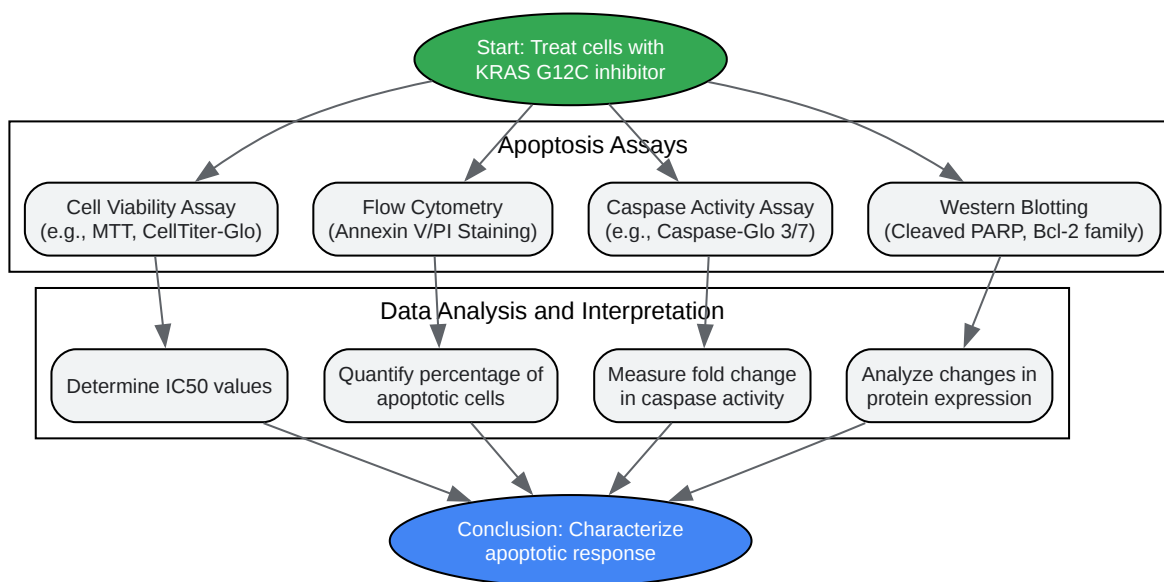 Start: Treat cells with
KRAS G12C inhibitor
Apoptosis Assays
Cell Viability Assay
(e.g., MTT, CellTiter-Glo)
Flow Cytometry
(Annexin V/PI Staining)
Caspase Activity Assay
(e.g., Caspase-Glo 3/7)
Western Blotting
(Cleaved PARP, Bcl-2 family)
Data Analysis and Interpretation
Determine IC50 values
Quantify percentage of
apoptotic cells
Measure fold change
in caspase activity
Analyze changes in
protein expression
Conclusion: Characterize
apoptotic response